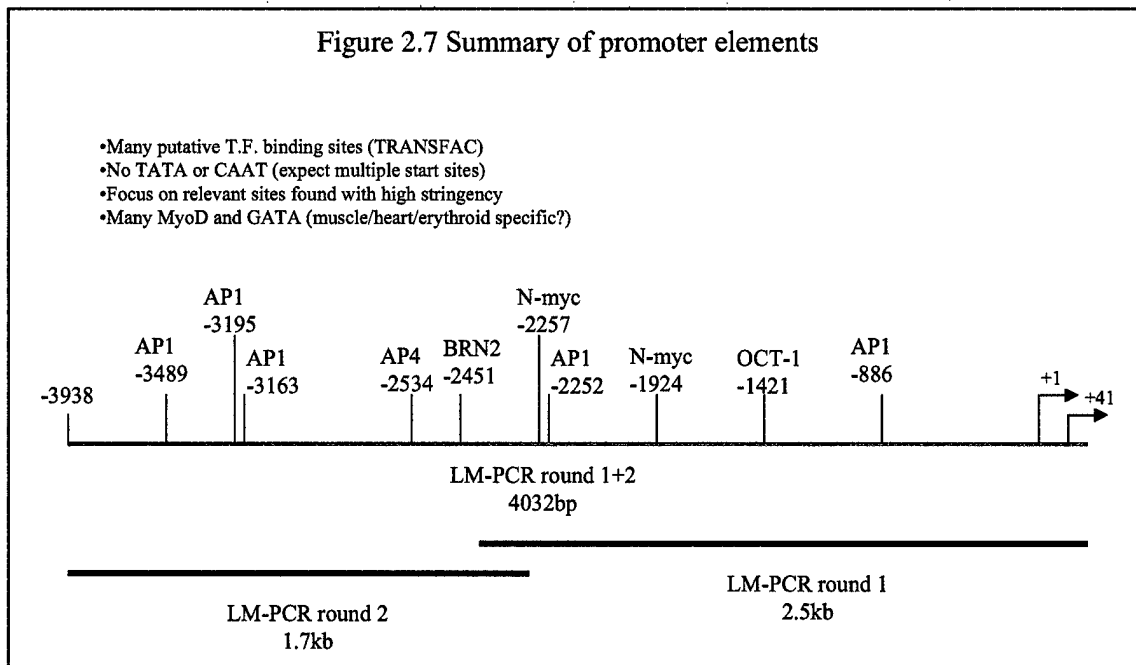 Figure 2.7 Summary of promoter elements
•Many putative T.F. binding sites (TRANSFAC)
•No TATA or CAAT (expect multiple start sites)
•Focus on relevant sites found with high stringency
•Many MyoD and GATA (muscle/heart/erythroid specific?)
-3938
AP1
-3489
AP1
-3195
AP1
-3163
AP4
-2534
BRN2
-2451
N-myc
-2257
AP1
-2252
N-myc
-1924
OCT-1
-1421
AP1
-886
+1
+41
LM-PCR round 1+2
4032bp
LM-PCR round 2
1.7kb
LM-PCR round 1
2.5kb